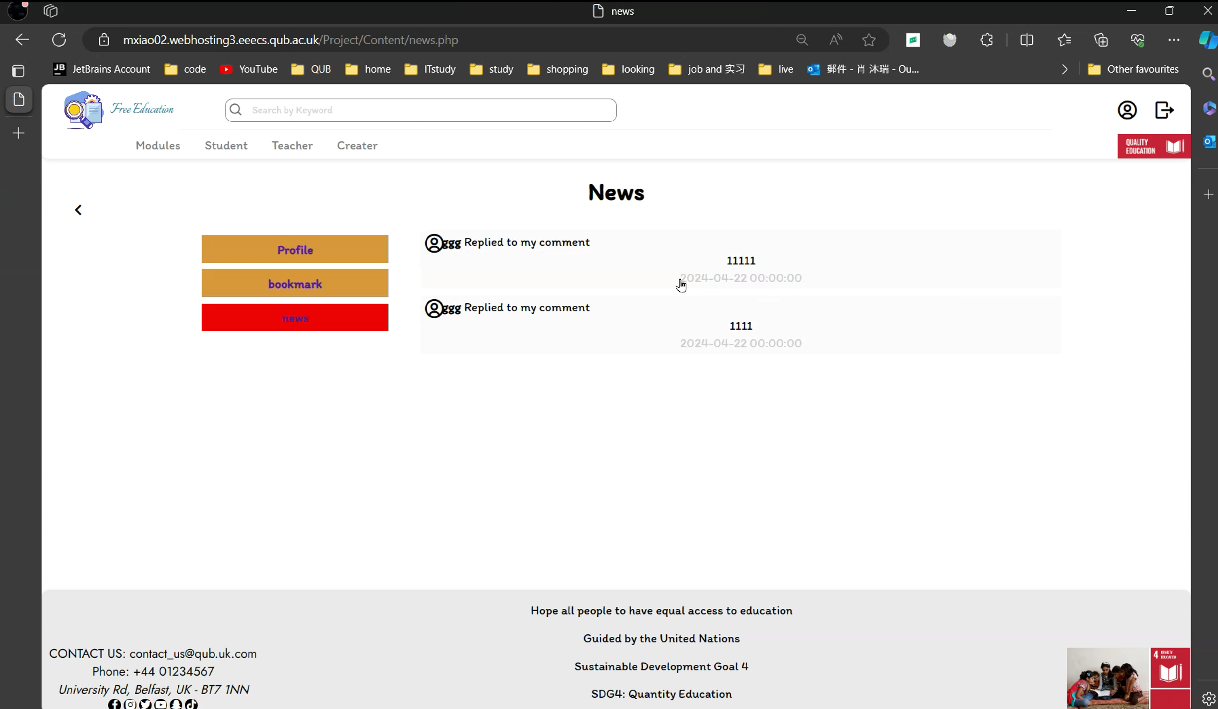 news
mxiao02.webhosting3.eeecs.qub.ac.uk/Project/Content/news.php
JB JetBrains Account code YouTube QUB home ITstudy study shopping looking job and 实习 live 郵件 - 肖 沐瑞 - Ou... Other favourites
Free Education
Search by Keyword
Modules Student Teacher Creater
QUALITY EDUCATION
News
Profile
bookmark
news
ggg Replied to my comment
11111
2024-04-22 00:00:00
ggg Replied to my comment
1111
2024-04-22 00:00:00
Hope all people to have equal access to education
Guided by the United Nations
Sustainable Development Goal 4
SDG4: Quantity Education
CONTACT US: contact_us@qub.uk.com
Phone: +44 01234567
University Rd, Belfast, UK - BT7 1NN
4 QUALITY EDUCATION